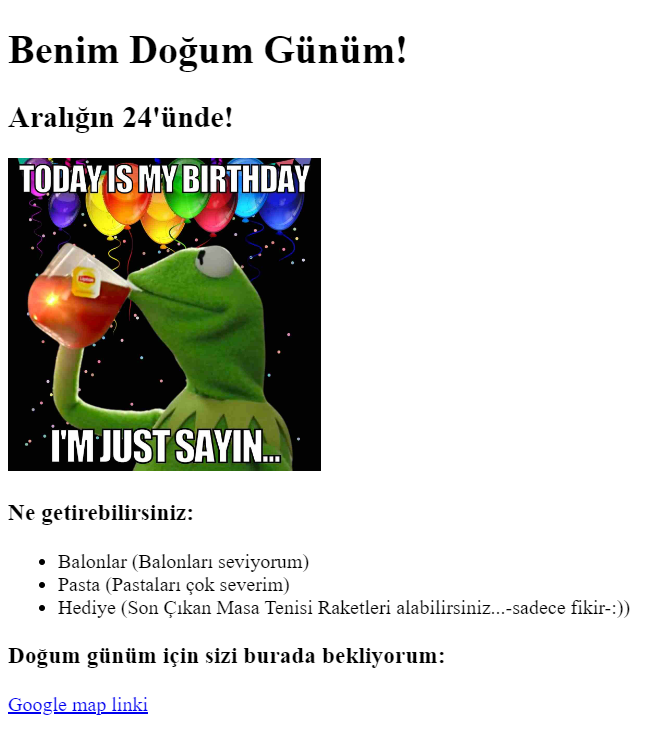 Benim Doğum Günüm!
Aralığın 24'ünde!
TODAY IS MY BIRTHDAY
Lipton
I'M JUST SAYIN...
Ne getirebilirsiniz:
• Balonlar (Balonları seviyorum)
• Pasta (Pastaları çok severim)
• Hediye (Son Çıkan Masa Tenisi Raketleri alabilirsiniz...-sadece fikir-:))
Doğum günüm için sizi burada bekliyorum:
Google map linki